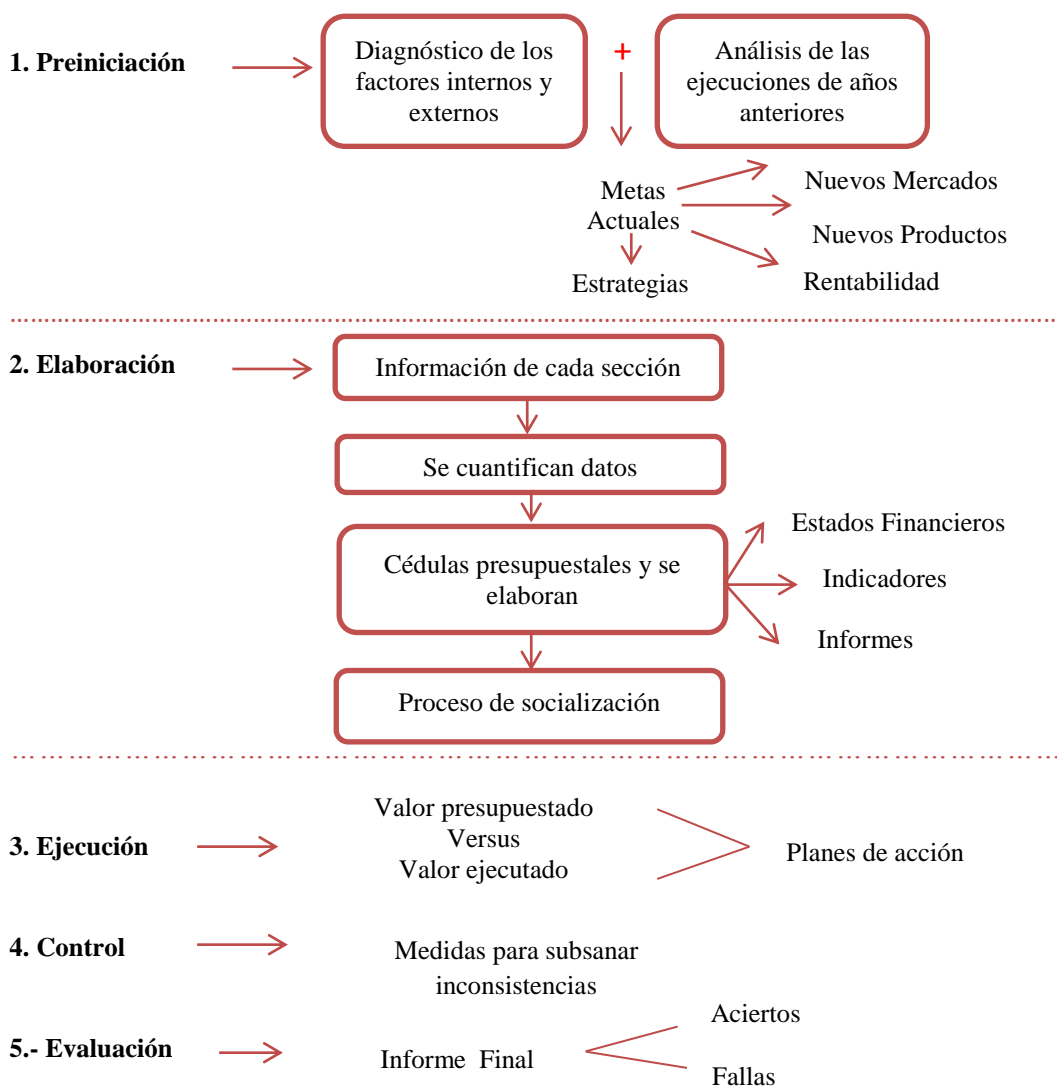 1. Preiniciación
Diagnóstico de los
factores internos y
externos
+
Análisis de las
ejecuciones de años
anteriores
Metas
Actuales
Nuevos Mercados
Nuevos Productos
Rentabilidad
Estrategias
2. Elaboración
Información de cada sección
Se cuantifican datos
Cédulas presupuestales y se
elaboran
Estados Financieros
Indicadores
Informes
Proceso de socialización
3. Ejecución
Valor presupuestado
Versus
Valor ejecutado
Planes de acción
4. Control
Medidas para subsanar
inconsistencias
5.- Evaluación
Informe Final
Aciertos
Fallas